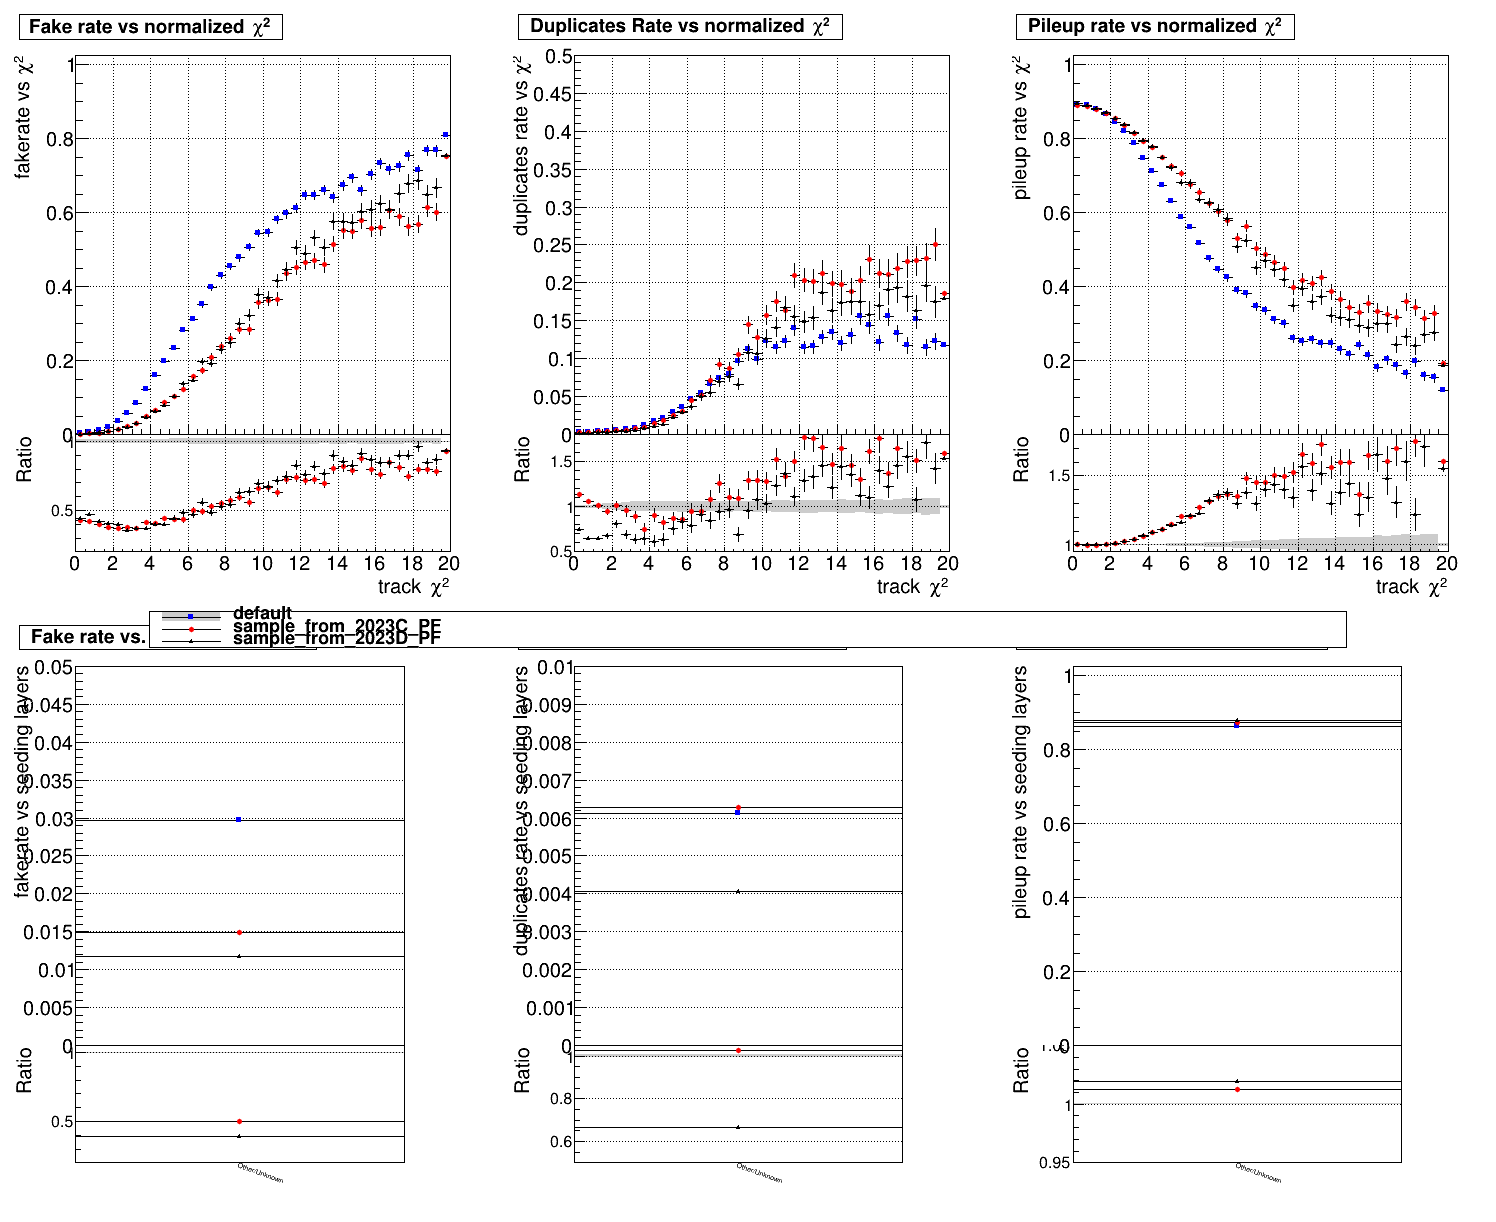 Fake rate vs normalized χ²
Duplicates Rate vs normalized χ²
Pileup rate vs normalized χ²
fakerate vs χ²
1
0.8
0.6
0.4
0.2
0
Ratio
1
0.5
0 2 4 6 8 10 12 14 16 18 20
track χ²
duplicates rate vs χ²
0.5
0.45
0.4
0.35
0.3
0.25
0.2
0.15
0.1
0.05
0
Ratio
1.5
1
0.5
0 2 4 6 8 10 12 14 16 18 20
track χ²
pileup rate vs χ²
1
0.8
0.6
0.4
0.2
0
Ratio
1.5
1
0 2 4 6 8 10 12 14 16 18 20
track χ²
default
sample_from_2023C_PF
sample_from_2023D_PF
Fake rate vs.
fakerate vs seeding layers
0.05
0.045
0.04
0.035
0.03
0.025
0.02
0.015
0.01
0.005
0
Ratio
1
0.5
Other/Unknown
duplicates rate vs seeding layers
0.01
0.009
0.008
0.007
0.006
0.005
0.004
0.003
0.002
0.001
0
Ratio
1
0.8
0.6
Other/Unknown
pileup rate vs seeding layers
1
0.8
0.6
0.4
0.2
0
Ratio
1
0.95
Other/Unknown